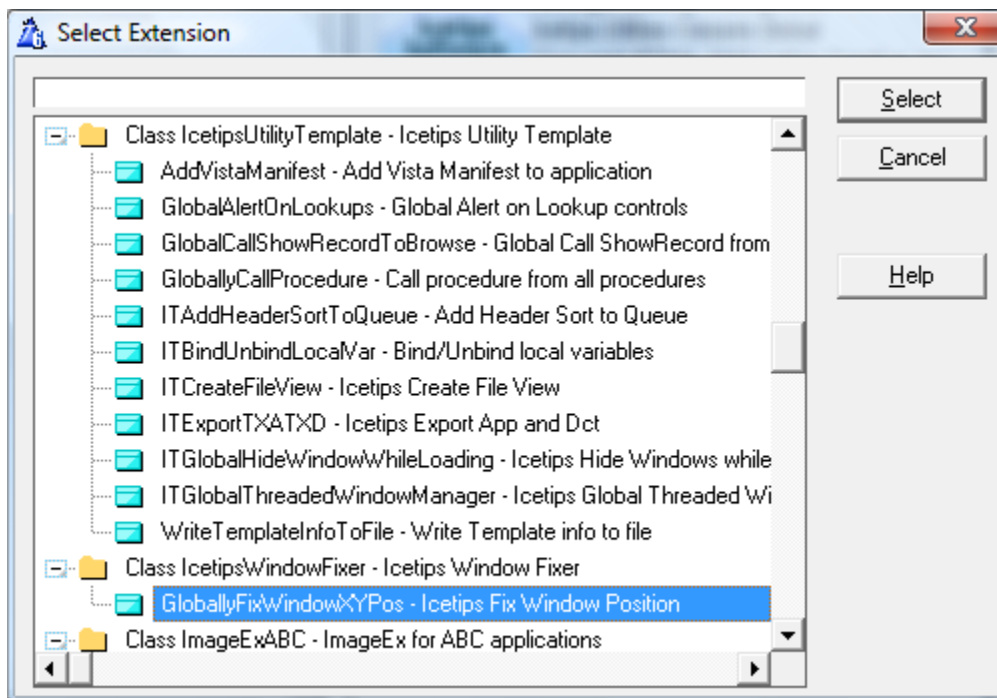 Select Extension
Select
Class IcetipsUtilityTemplate - Icetips Utility Template
AddVistaManifest - Add Vista Manifest to application
Cancel
GlobalAlertOnLookups - Global Alert on Lookup controls
GlobalCallShowRecordToBrowse - Global Call ShowRecord from
GloballyCallProcedure - Call procedure from all procedures
Help
ITAddHeaderSortToQueue - Add Header Sort to Queue
ITBindUnbindLocalVar - Bind/Unbind local variables
ITCreateFileView - Icetips Create File View
ITExportTXATXD - Icetips Export App and Dct
ITGlobalHideWindowWhileLoading - Icetips Hide Windows while
ITGlobalThreadedWindowManager - Icetips Global Threaded Wi
WriteTemplateInfoToFile - Write Template info to file
Class IcetipsWindowFixer - Icetips Window Fixer
GloballyFixWindowXYPos - Icetips Fix Window Position
Class ImageExABC - ImageEx for ABC applications